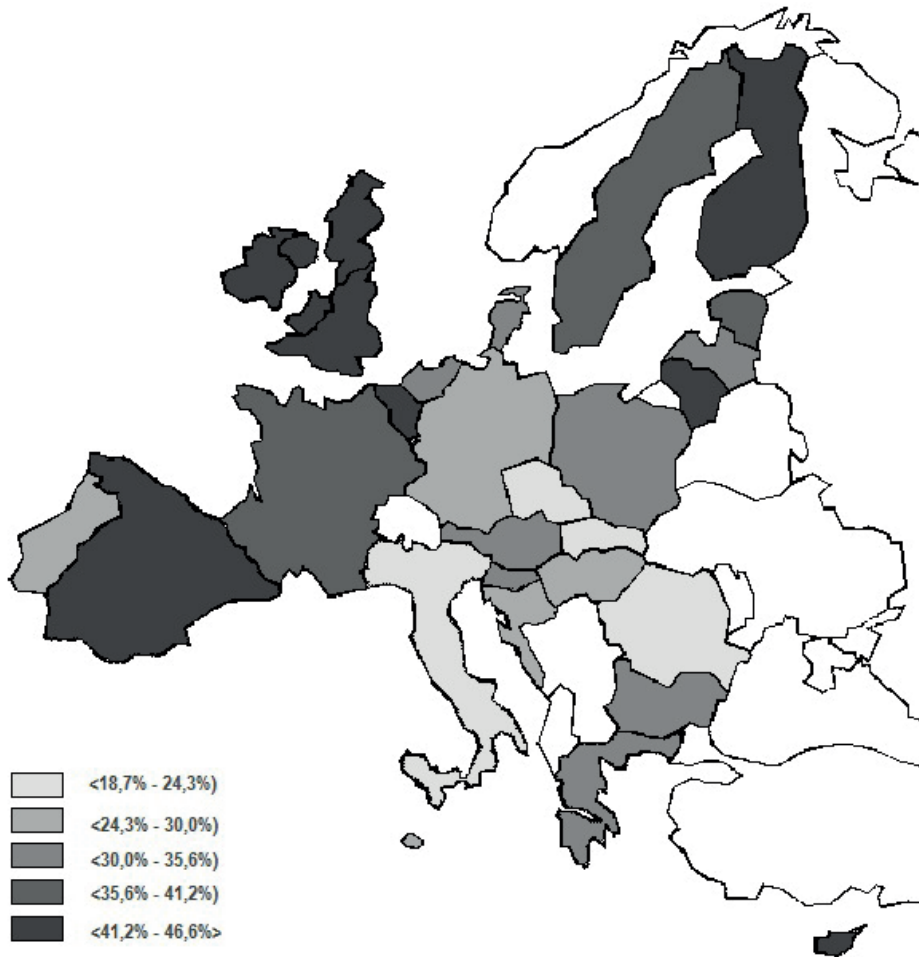 <18,7% - 24,3%)
<24,3% - 30,0%)
<30,0% - 35,6%)
<35,6% - 41,2%)
<41,2% - 46,6%>